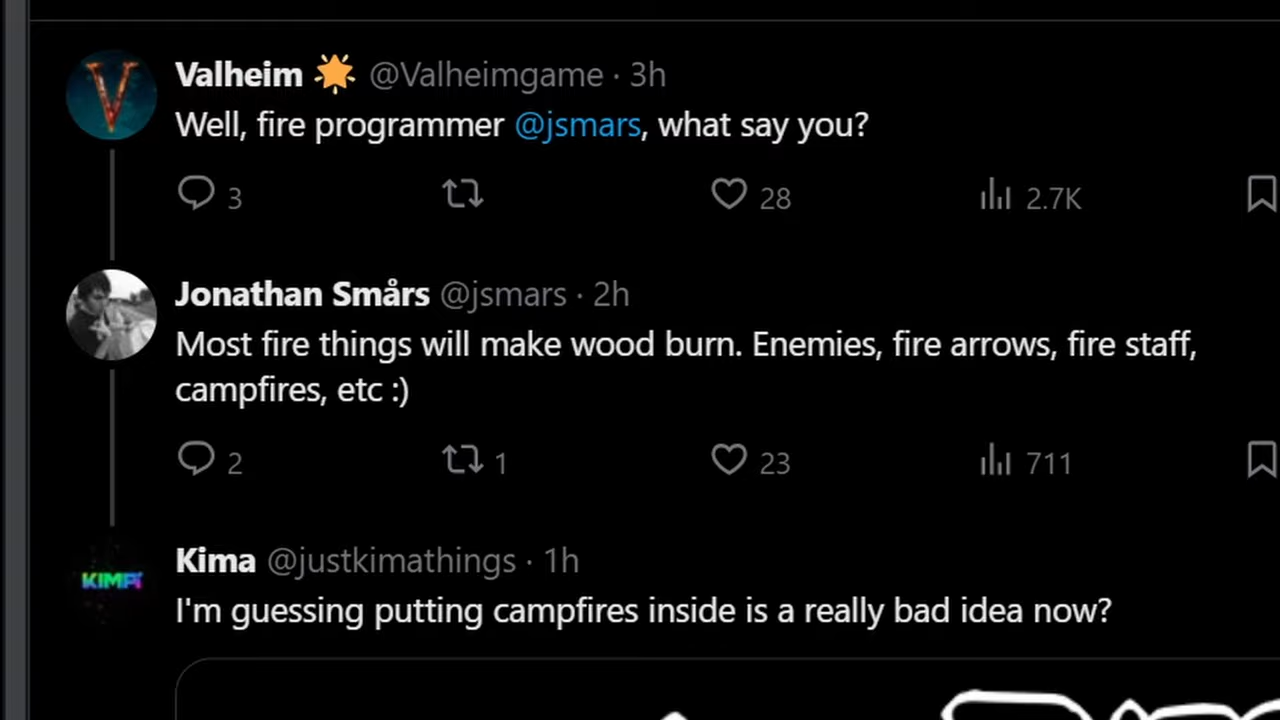 Valheim 🌟 @Valheimgame · 3h
Well, fire programmer @jsmars, what say you?
3 28 2.7K
Jonathan Smårs @jsmars · 2h
Most fire things will make wood burn. Enemies, fire arrows, fire staff,
campfires, etc :)
2 1 23 711
Kima @justkimathings · 1h
KIMPi
I'm guessing putting campfires inside is a really bad idea now?